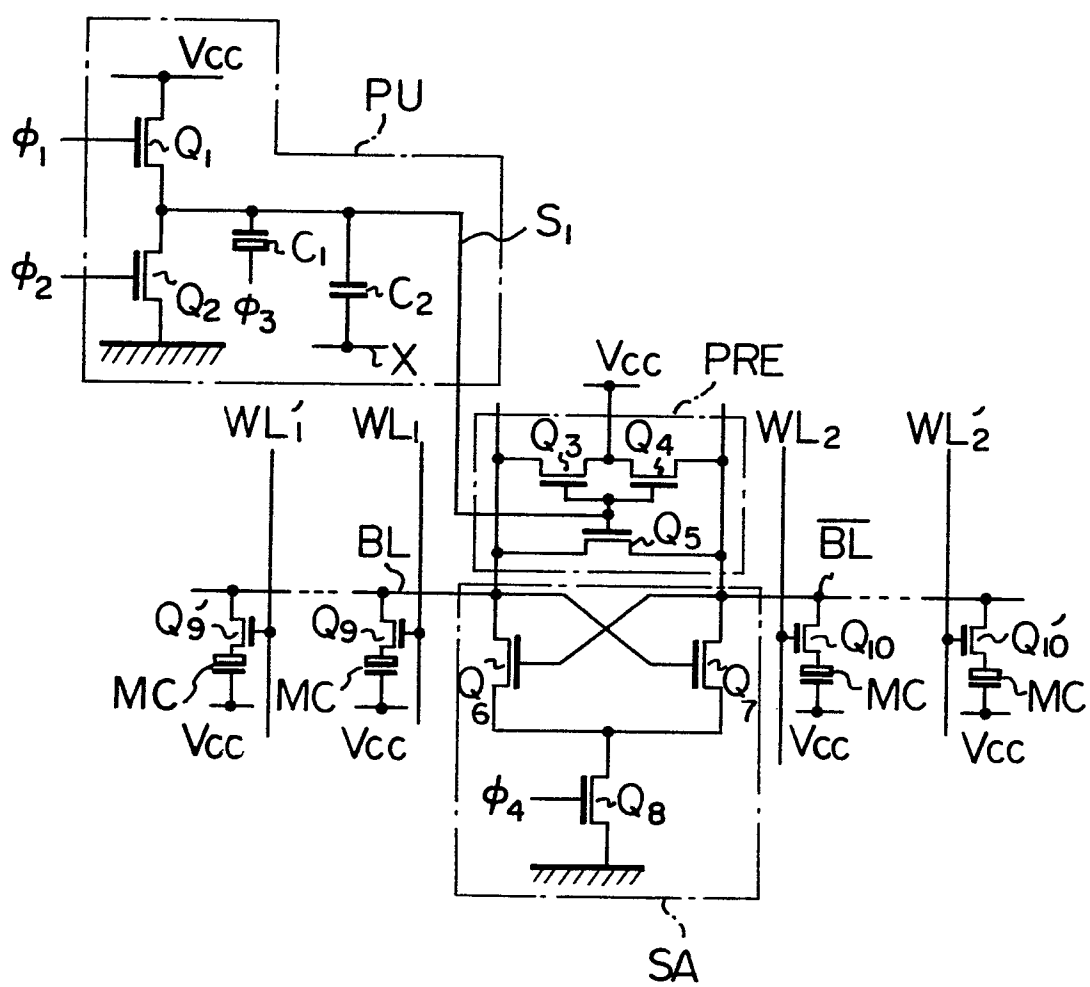 Vcc
PU
φ1
Q1
S1
C1
φ2
Q2
φ3
C2
X
Vcc
PRE
WL1'
WL1
WL2
WL2'
Q3
Q4
Q5
BL
B̅L̅
Q9'
Q9
Q10
Q10'
MC
MC
Q6
Q7
MC
MC
Vcc
Vcc
Vcc
Vcc
φ4
Q8
SA